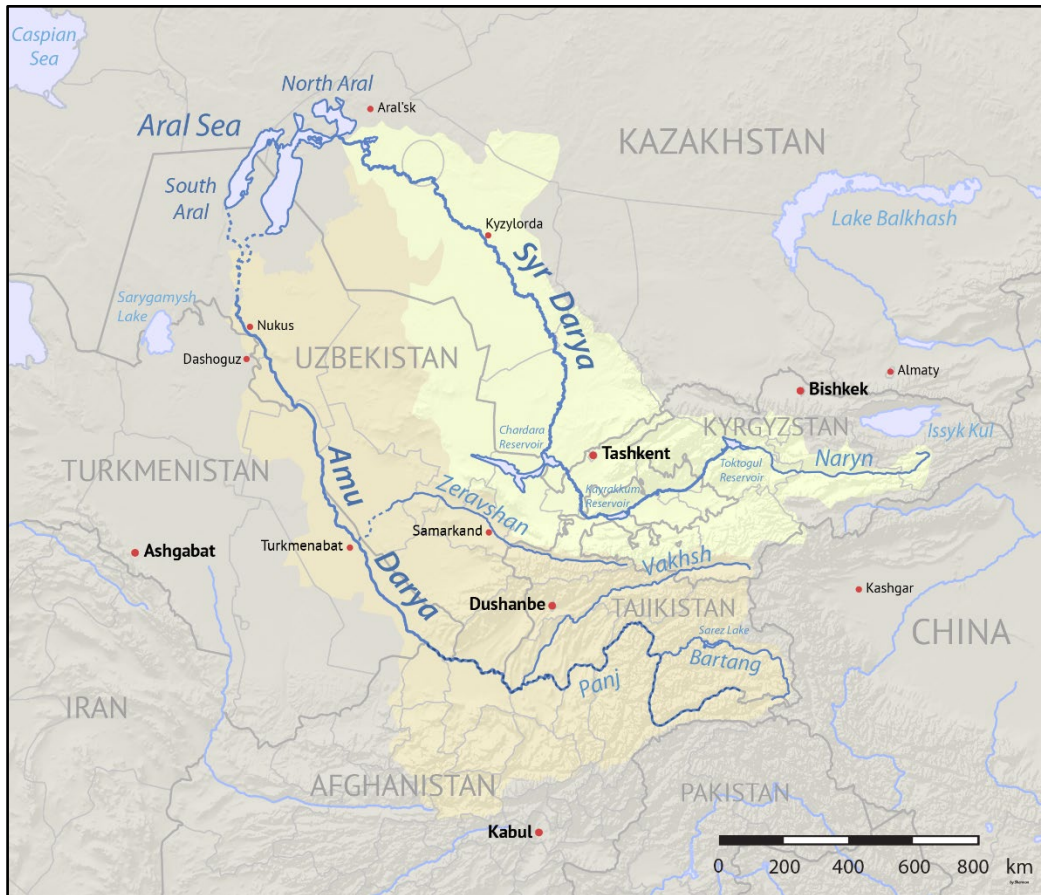 Caspian
Sea
North Aral
Aral'sk
Aral Sea
KAZAKHSTAN
South
Aral
Lake Balkhash
Kyzylorda
Syr Darya
Sarygamysh
Lake
Nukus
UZBEKISTAN
Dashoguz
Almaty
Bishkek
KYRGYZSTAN
Issyk Kul
Chardara
Reservoir
Tashkent
Toktogul
Reservoir
Naryn
TURKMENISTAN
Kayrakkum
Reservoir
Amu
Darya
Zeravshan
Samarkand
Turkmenabat
Ashgabat
Vakhsh
Kashgar
Dushanbe
TAJIKISTAN
CHINA
Sarez Lake
Bartang
Panj
IRAN
AFGHANISTAN
PAKISTAN
Kabul
0 200 400 600 800 km